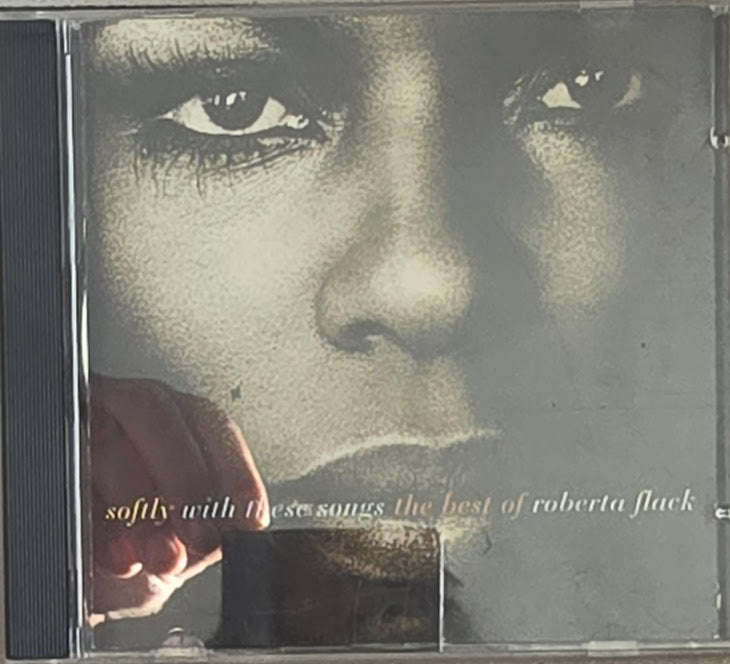 softly with these songs the best of roberta flack